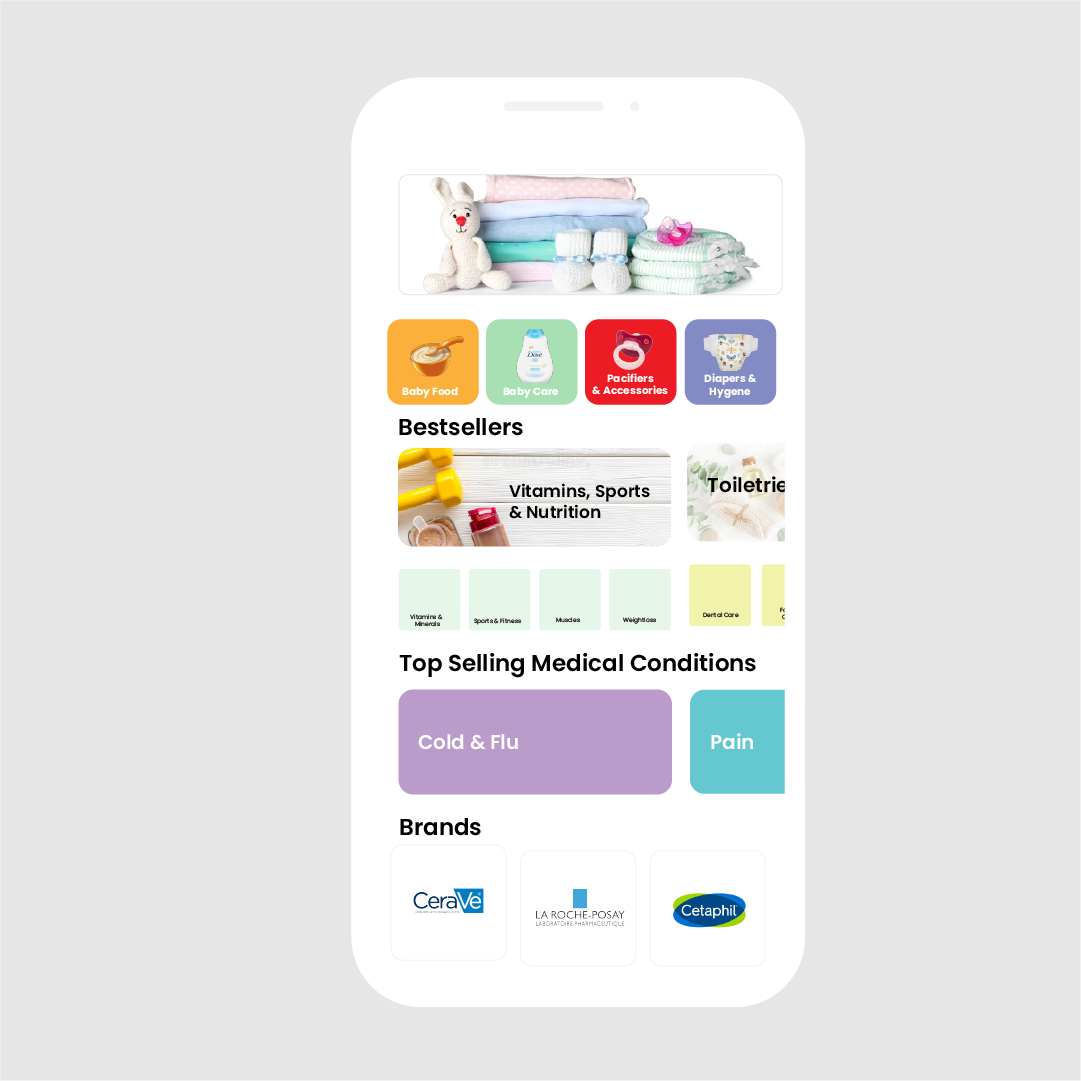 Dove
Baby Food
Baby Care
Pacifiers
& Accessories
Diapers &
Hygene
Bestsellers
Vitamins, Sports
& Nutrition
Toiletrie
Vitamins &
Minerals
Sports & Fitness
Muscles
Weightloss
Dental Care
Top Selling Medical Conditions
Cold & Flu
Pain
Brands
CeraVe
LA ROCHE-POSAY
LABORATOIRE PHARMACEUTIQUE
Cetaphil